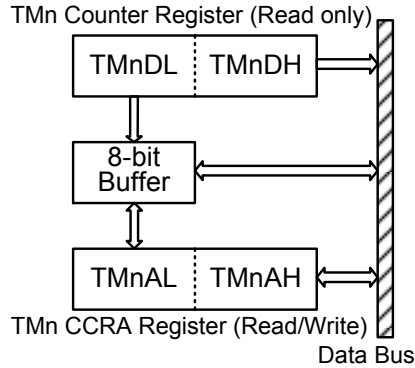 TMn Counter Register (Read only)
TMnDL TMnDH
8-bit
Buffer
TMnAL TMnAH
TMn CCRA Register (Read/Write)
Data Bus